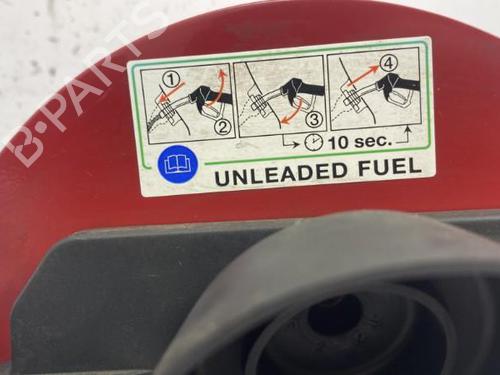 B-PARTS
1 2 3 4
10 sec.
UNLEADED FUEL